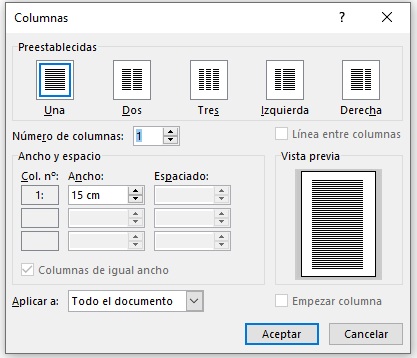 Columnas ? ×
Preestablecidas
Una Dos Tres Izquierda Derecha
Número de columnas: 1 Línea entre columnas
Ancho y espacio Vista previa
Col. nº: Ancho: Espaciado:
1: 15 cm
Columnas de igual ancho
Aplicar a: Todo el documento Empezar columna
Aceptar Cancelar